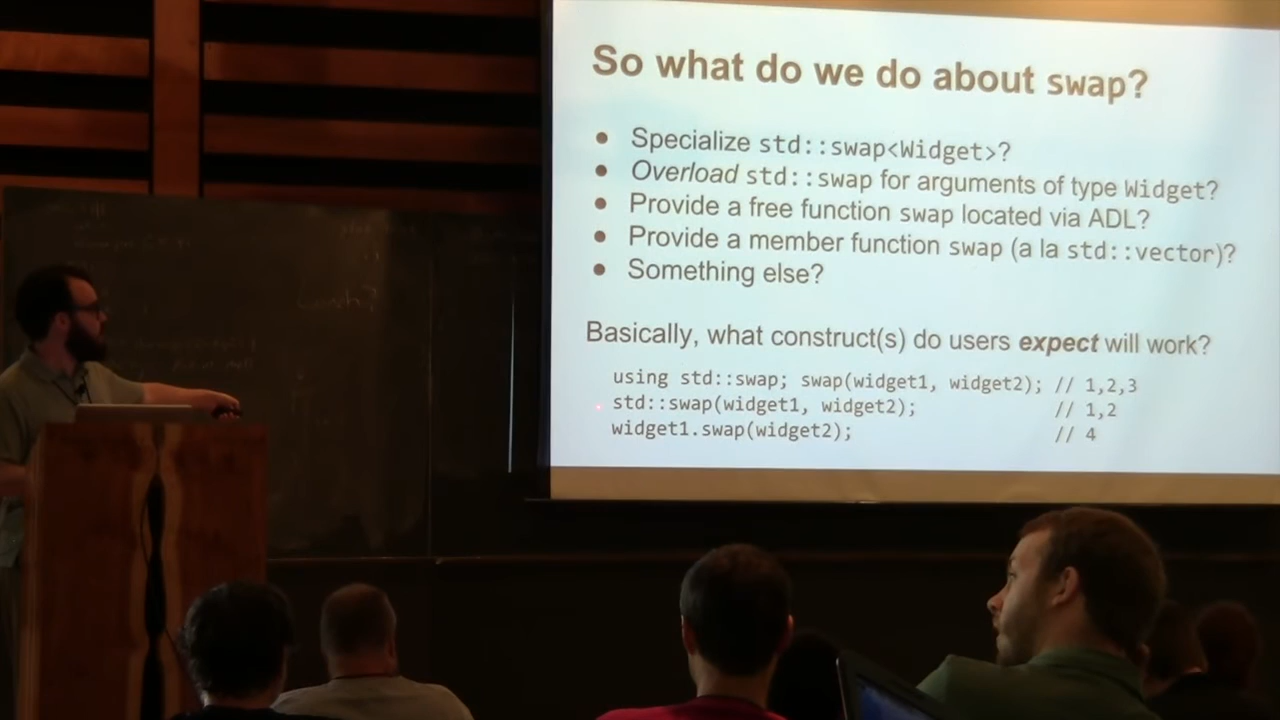 So what do we do about swap?
● Specialize std::swap<Widget>?
● Overload std::swap for arguments of type Widget?
● Provide a free function swap located via ADL?
● Provide a member function swap (a la std::vector)?
● Something else?
Basically, what construct(s) do users expect will work?
using std::swap; swap(widget1, widget2); // 1,2,3
std::swap(widget1, widget2); // 1,2
widget1.swap(widget2); // 4